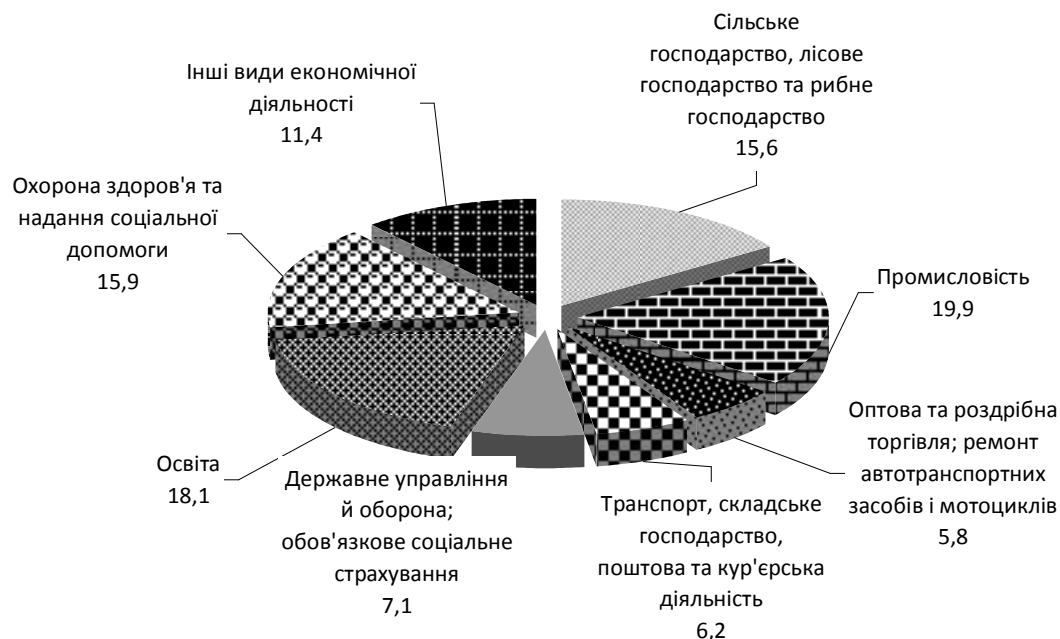 Сільське
господарство, лісове
господарство та рибне
господарство
15,6
Промисловість
19,9
Оптова та роздрібна
торгівля; ремонт
автотранспортних
засобів і мотоциклів
5,8
Транспорт, складське
господарство,
поштова та кур'єрська
діяльність
6,2
Державне управління
й оборона;
обов'язкове соціальне
страхування
7,1
Освіта
18,1
Охорона здоров'я та
надання соціальної
допомоги
15,9
Інші види економічної
діяльності
11,4